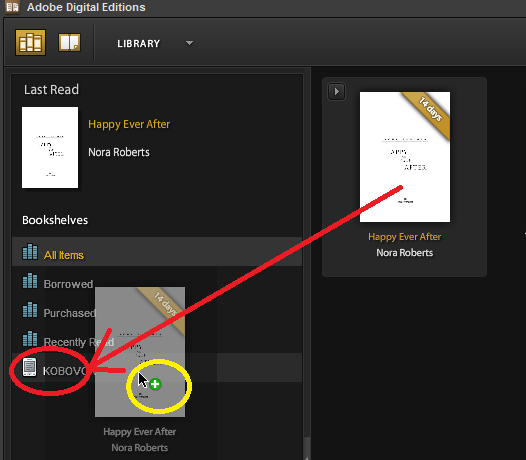 Adobe Digital Editions
LIBRARY
Last Read
Happy Ever After
Nora Roberts
Bookshelves
All Items
Borrowed
Purchased
Recently Read
KOBOVO
14 days
Happy Ever After
Nora Roberts
14 days
AFTER
Happy Ever After
Nora Roberts